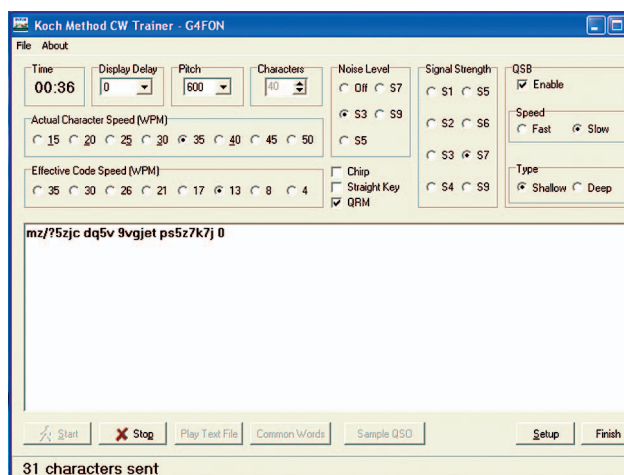 Koch Method CW Trainer - G4FON
File About
Time Display Delay Pitch Characters Noise Level Signal Strength QSB
00:36 0 600 40 Off S7 S1 S5 Enable
Actual Character Speed (WPM) S3 S9 S2 S6 Speed
15 20 25 30 35 40 45 50 S5 S3 S7 Fast Slow
Effective Code Speed (WPM) Chirp S4 S9 Type
35 30 26 21 17 13 8 4 Straight Key Shallow Deep
QRM
mz/?5zjc dq5v 9vgjet ps5z7k7j 0
Start Stop Play Text File Common Words Sample QSO Setup Finish
31 characters sent